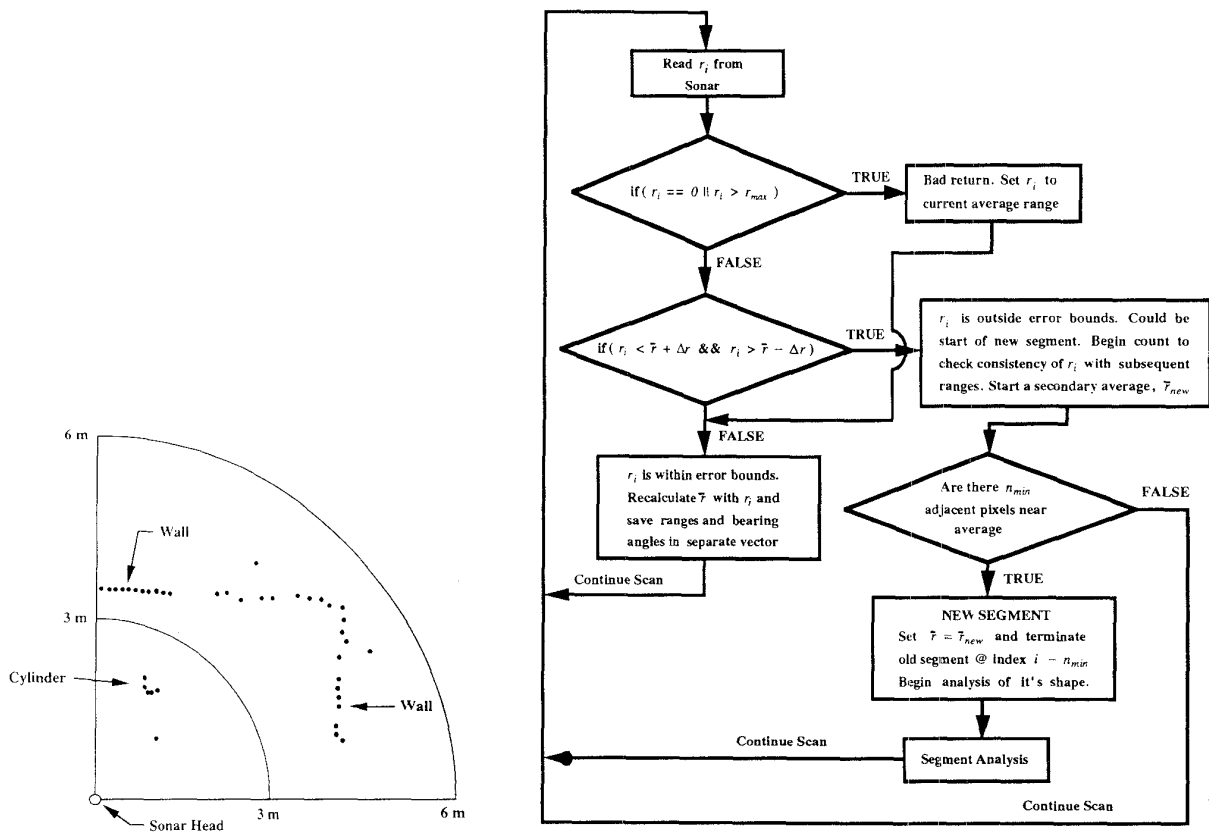 6 m
Wall
3 m
Cylinder
Wall
3 m
6 m
Sonar Head
Read r_i from
Sonar
if ( r_i == 0 || r_i > r_max )
TRUE
Bad return. Set r_i to
current average range
FALSE
if ( r_i < r̄ + Δr && r_i > r̄ − Δr )
TRUE
r_i is outside error bounds. Could be
start of new segment. Begin count to
check consistency of r_i with subsequent
ranges. Start a secondary average, r̄_new
FALSE
r_i is within error bounds.
Recalculate r̄ with r_i and
save ranges and bearing
angles in separate vector
Continue Scan
Are there n_min
adjacent pixels near
average
FALSE
TRUE
NEW SEGMENT
Set r̄ = r̄_new and terminate
old segment @ index i − n_min
Begin analysis of it's shape.
Continue Scan
Segment Analysis
Continue Scan